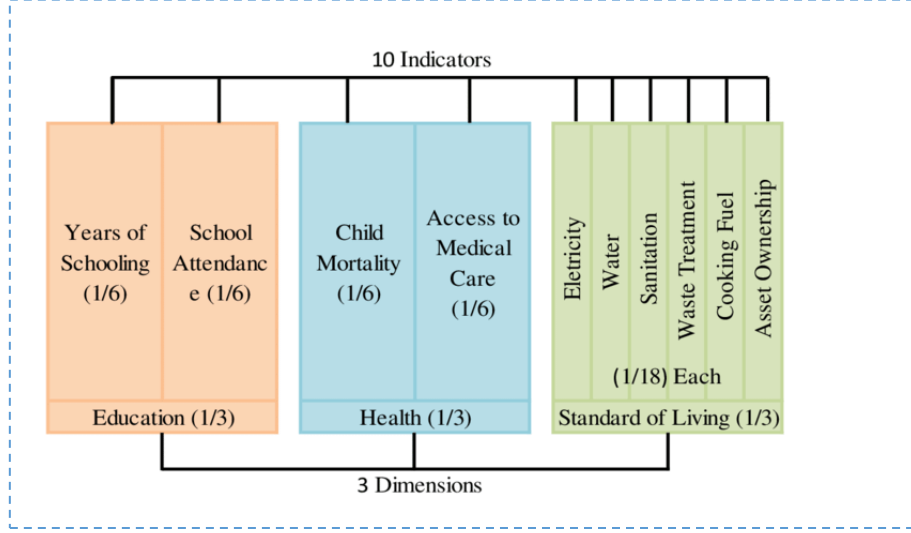 10 Indicators
Years of
Schooling
(1/6)
School
Attendanc
e (1/6)
Child
Mortality
(1/6)
Access to
Medical
Care
(1/6)
Eletricity
Water
Sanitation
Waste Treatment
Cooking Fuel
Asset Ownership
(1/18) Each
Education (1/3)
Health (1/3)
Standard of Living (1/3)
3 Dimensions